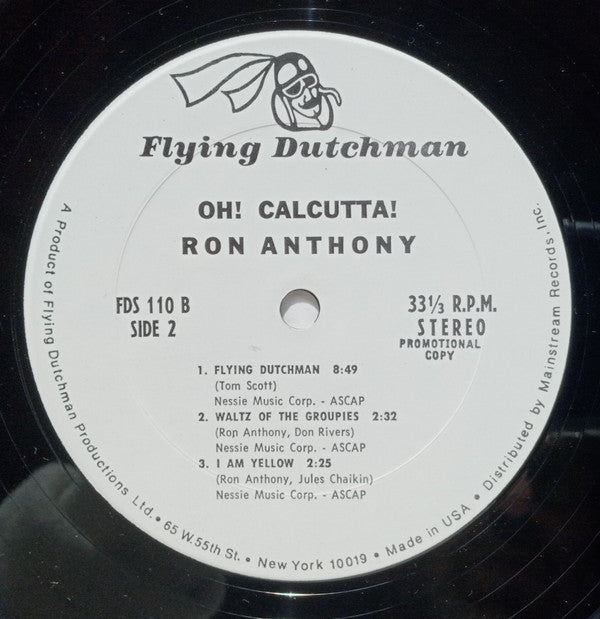 Flying Dutchman
OH! CALCUTTA!
RON ANTHONY
FDS 110 B
SIDE 2
33⅓ R.P.M.
STEREO
PROMOTIONAL
COPY
1. FLYING DUTCHMAN 8:49
(Tom Scott)
Nessie Music Corp. - ASCAP
2. WALTZ OF THE GROUPIES 2:32
(Ron Anthony, Don Rivers)
Nessie Music Corp. - ASCAP
3. I AM YELLOW 2:25
(Ron Anthony, Jules Chaikin)
Nessie Music Corp. - ASCAP
A Product of Flying Dutchman Productions Ltd. • 65 W. 55th St. • New York 10019 • Made in USA • Distributed by Mainstream Records, Inc.